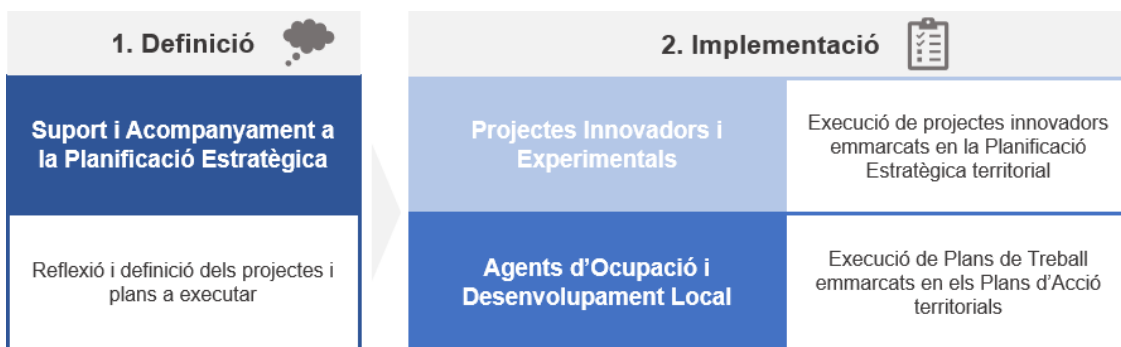 1. Definició
Suport i Acompanyament a
la Planificació Estratègica
Reflexió i definició dels projectes i
plans a executar
2. Implementació
Projectes Innovadors i
Experimentals
Execució de projectes innovadors
emmarcats en la Planificació
Estratègica territorial
Agents d'Ocupació i
Desenvolupament Local
Execució de Plans de Treball
emmarcats en els Plans d'Acció
territorials